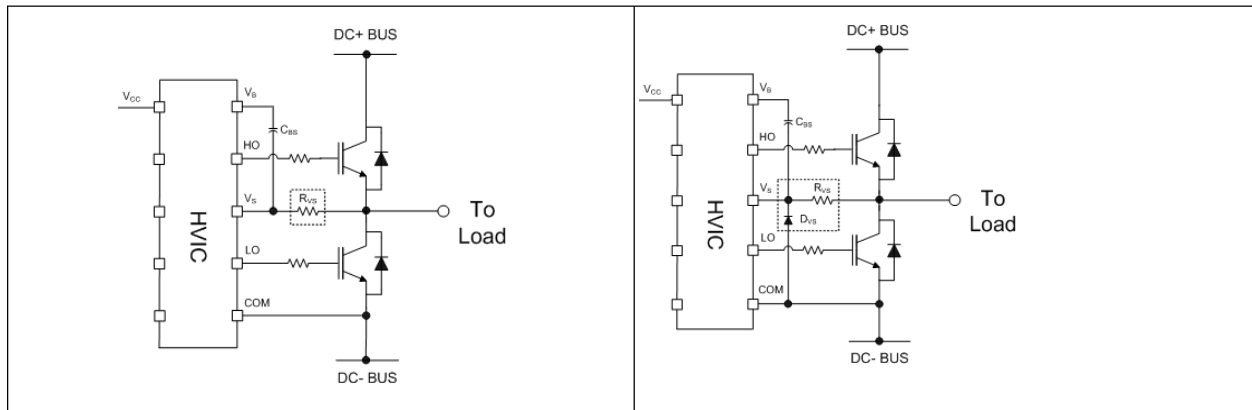 DC+ BUS
VCC
VB
CBS
HO
VS
RVS
To
Load
HVIC
LO
COM
DC- BUS
DC+ BUS
VCC
VB
CBS
HO
VS
RVS
To
Load
DVS
HVIC
LO
COM
DC- BUS